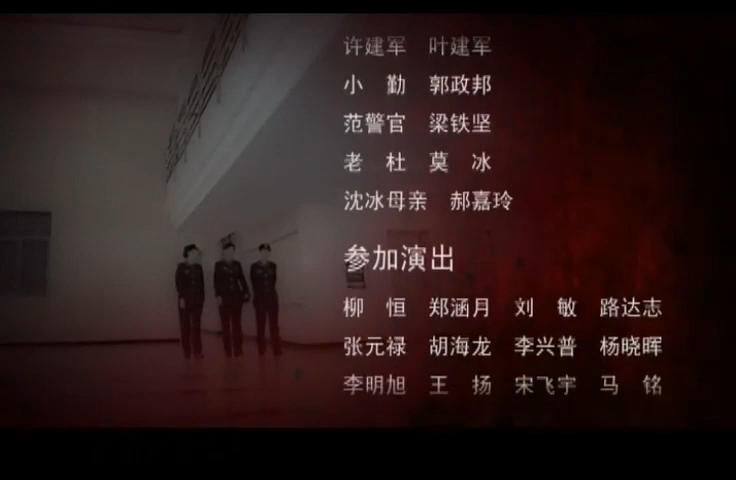 许建军 叶建军
小 勤 郭政邦
范警官 梁铁坚
老 杜 莫 冰
沈冰母亲 郝嘉玲
参加演出
柳 恒 郑涵月 刘 敏 路达志
张元禄 胡海龙 李兴普 杨晓晖
李明旭 王 扬 宋飞宇 马 铭